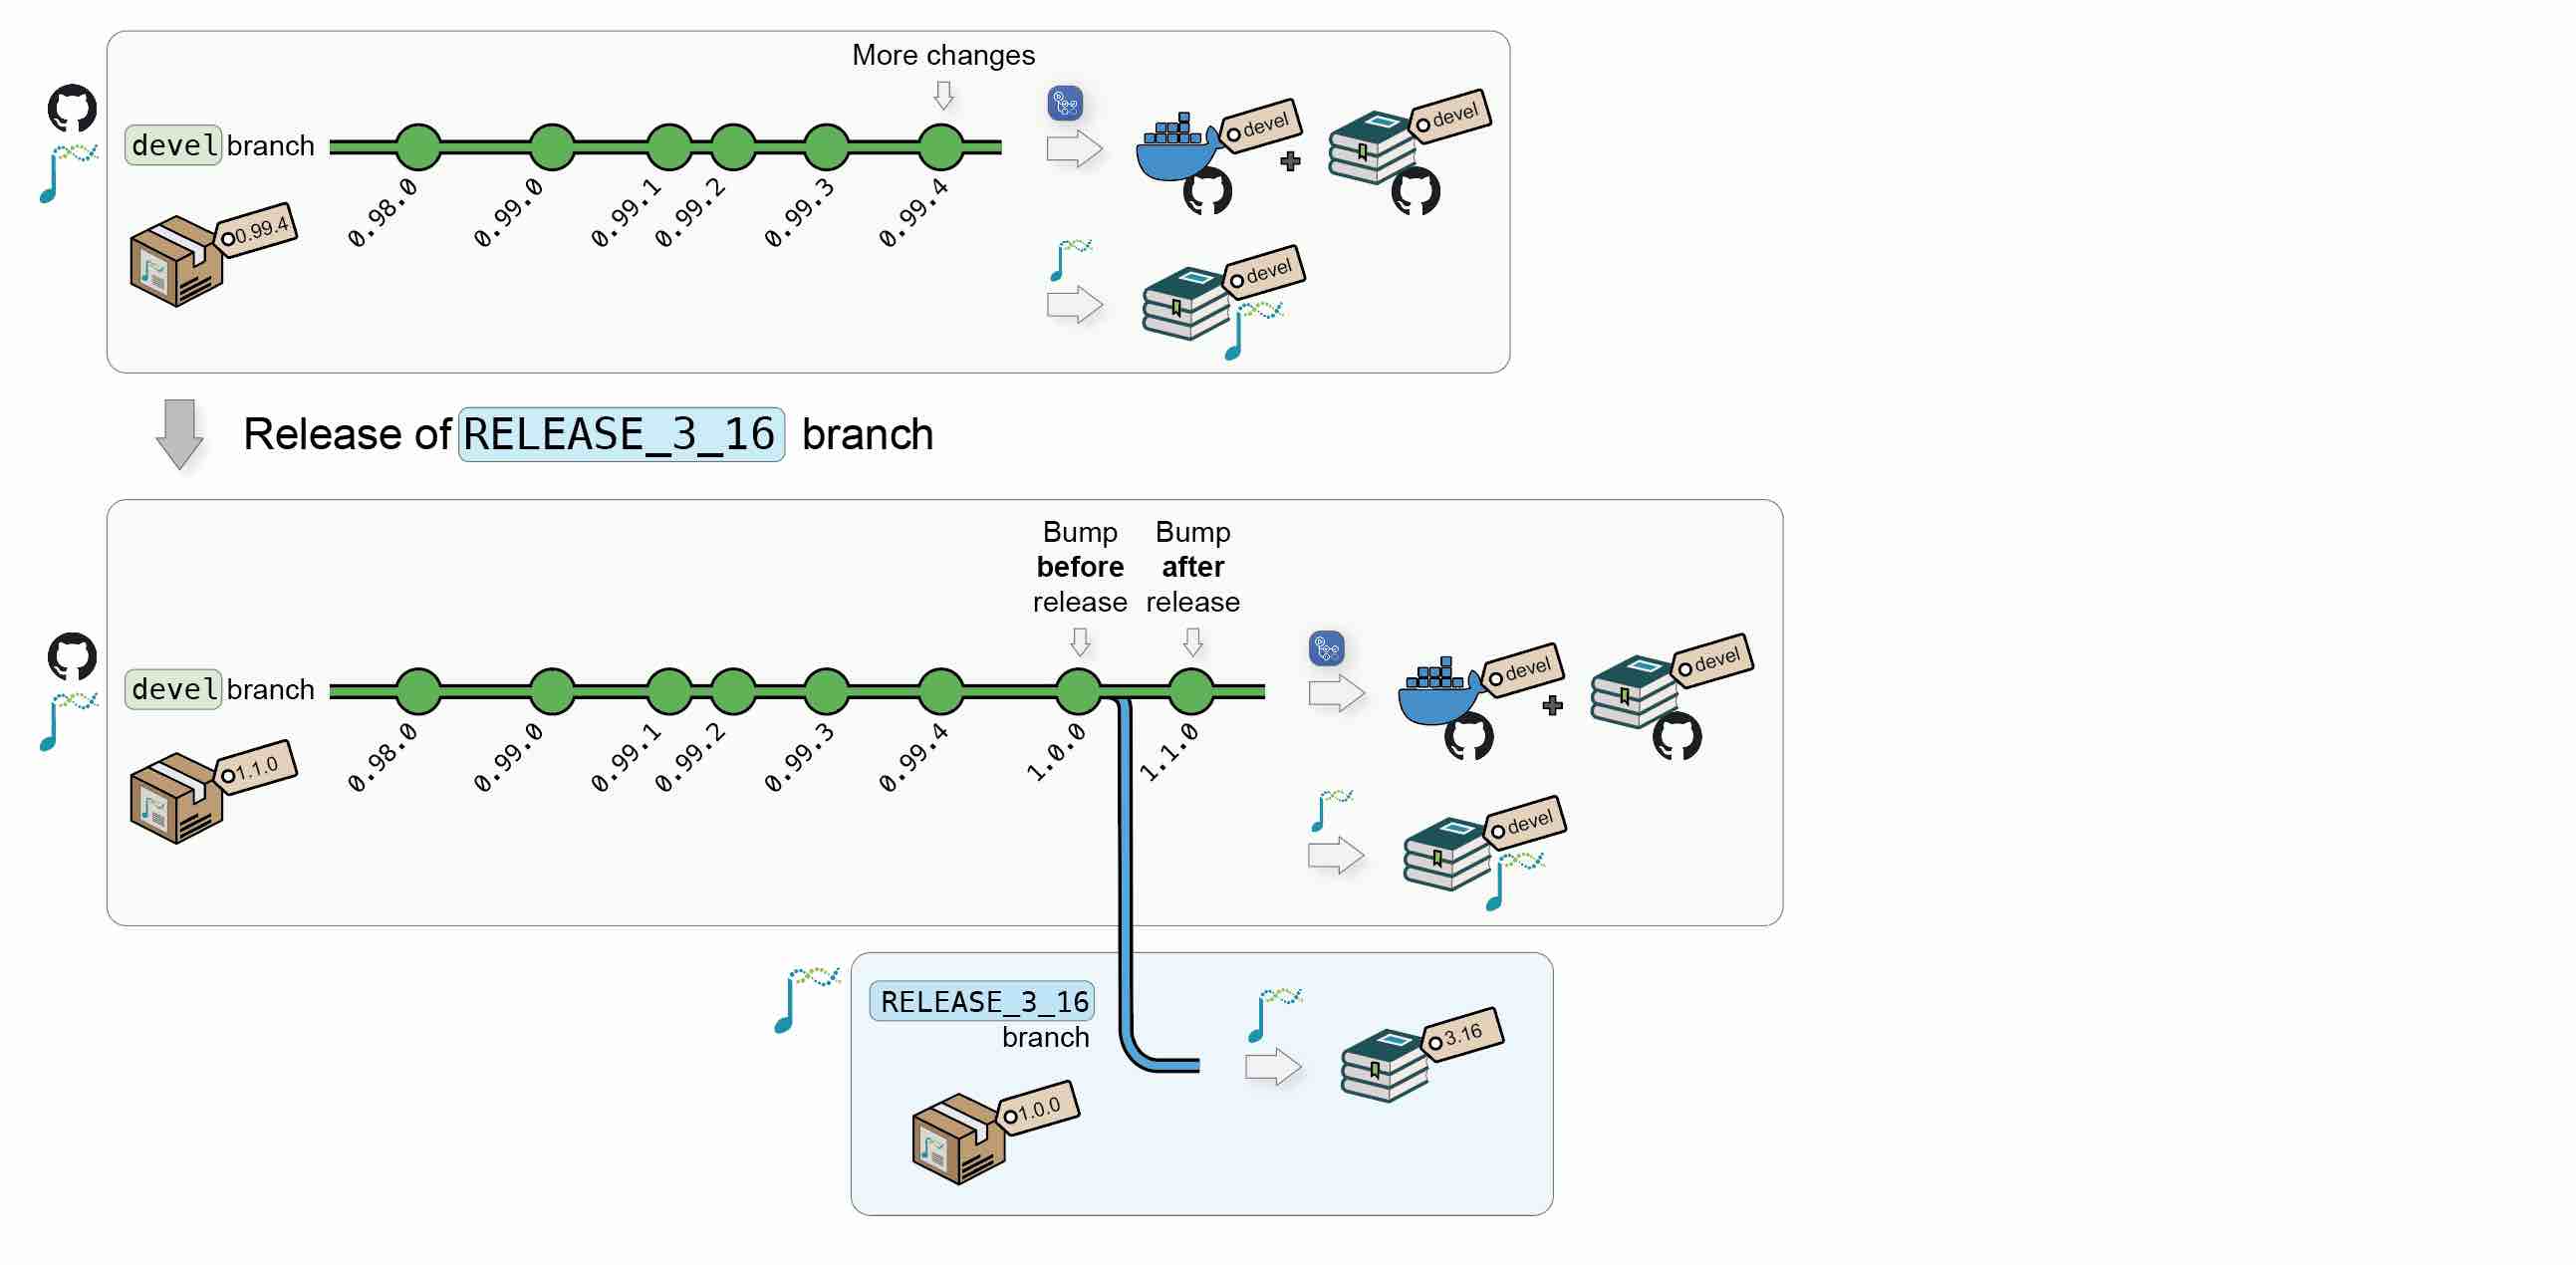 More changes
devel branch
0.98.0
0.99.0
0.99.1
0.99.2
0.99.3
0.99.4
0.99.4
devel
devel
devel
Release of RELEASE_3_16 branch
Bump
before
release
Bump
after
release
devel branch
0.98.0
0.99.0
0.99.1
0.99.2
0.99.3
0.99.4
1.0.0
1.1.0
1.1.0
devel
devel
devel
RELEASE_3_16
branch
1.0.0
3.16